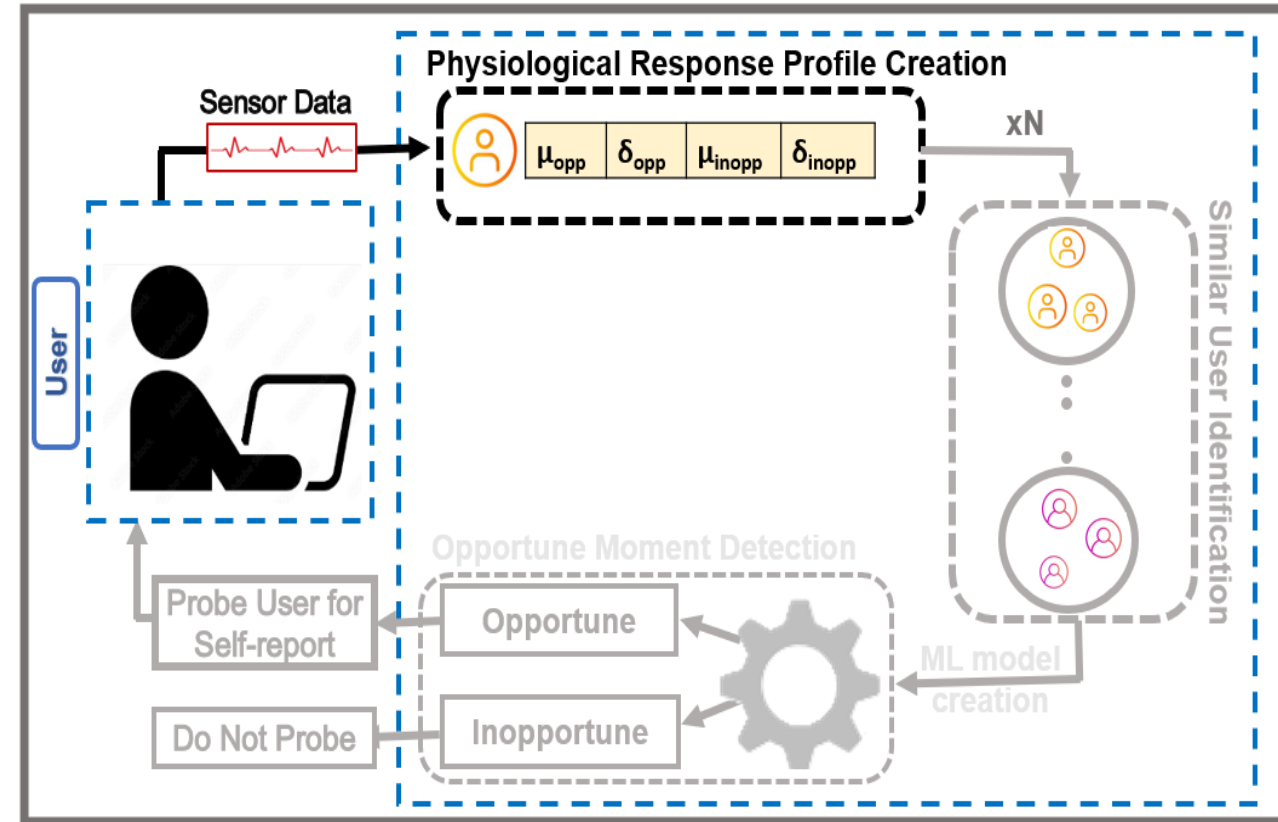 Physiological Response Profile Creation
Sensor Data
xN
μopp δopp μinopp δinopp
Similar User Identification
User
Opportune Moment Detection
Probe User for
Self-report
Opportune
ML model
creation
Do Not Probe
Inopportune